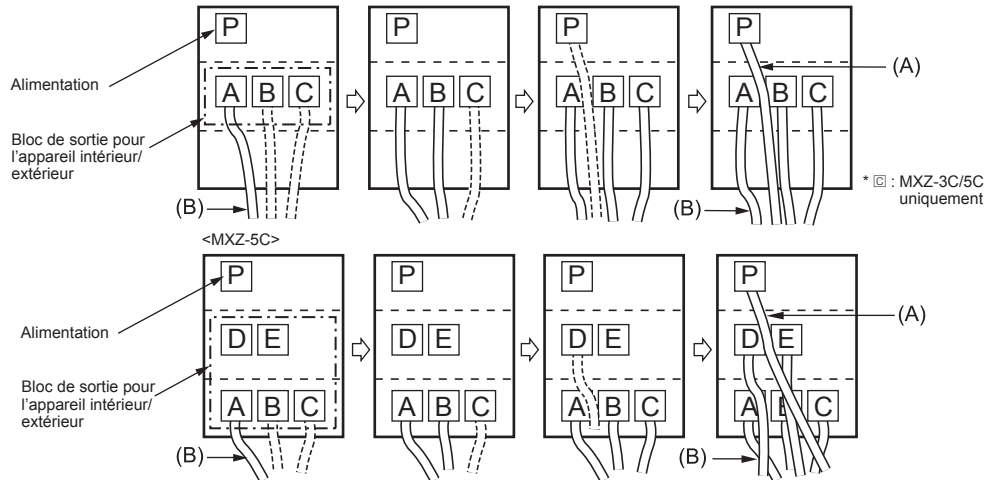 P P P P
(A)
Alimentation
A B C A B C A B C A B C
Bloc de sortie pour
l'appareil intérieur/
extérieur
* C : MXZ-3C/5C
uniquement
(B) (B)
<MXZ-5C>
P P P P
(A)
Alimentation
D E D E D E D E
Bloc de sortie pour
l'appareil intérieur/
extérieur
A B C A B C A B C A B C
(B) (B)